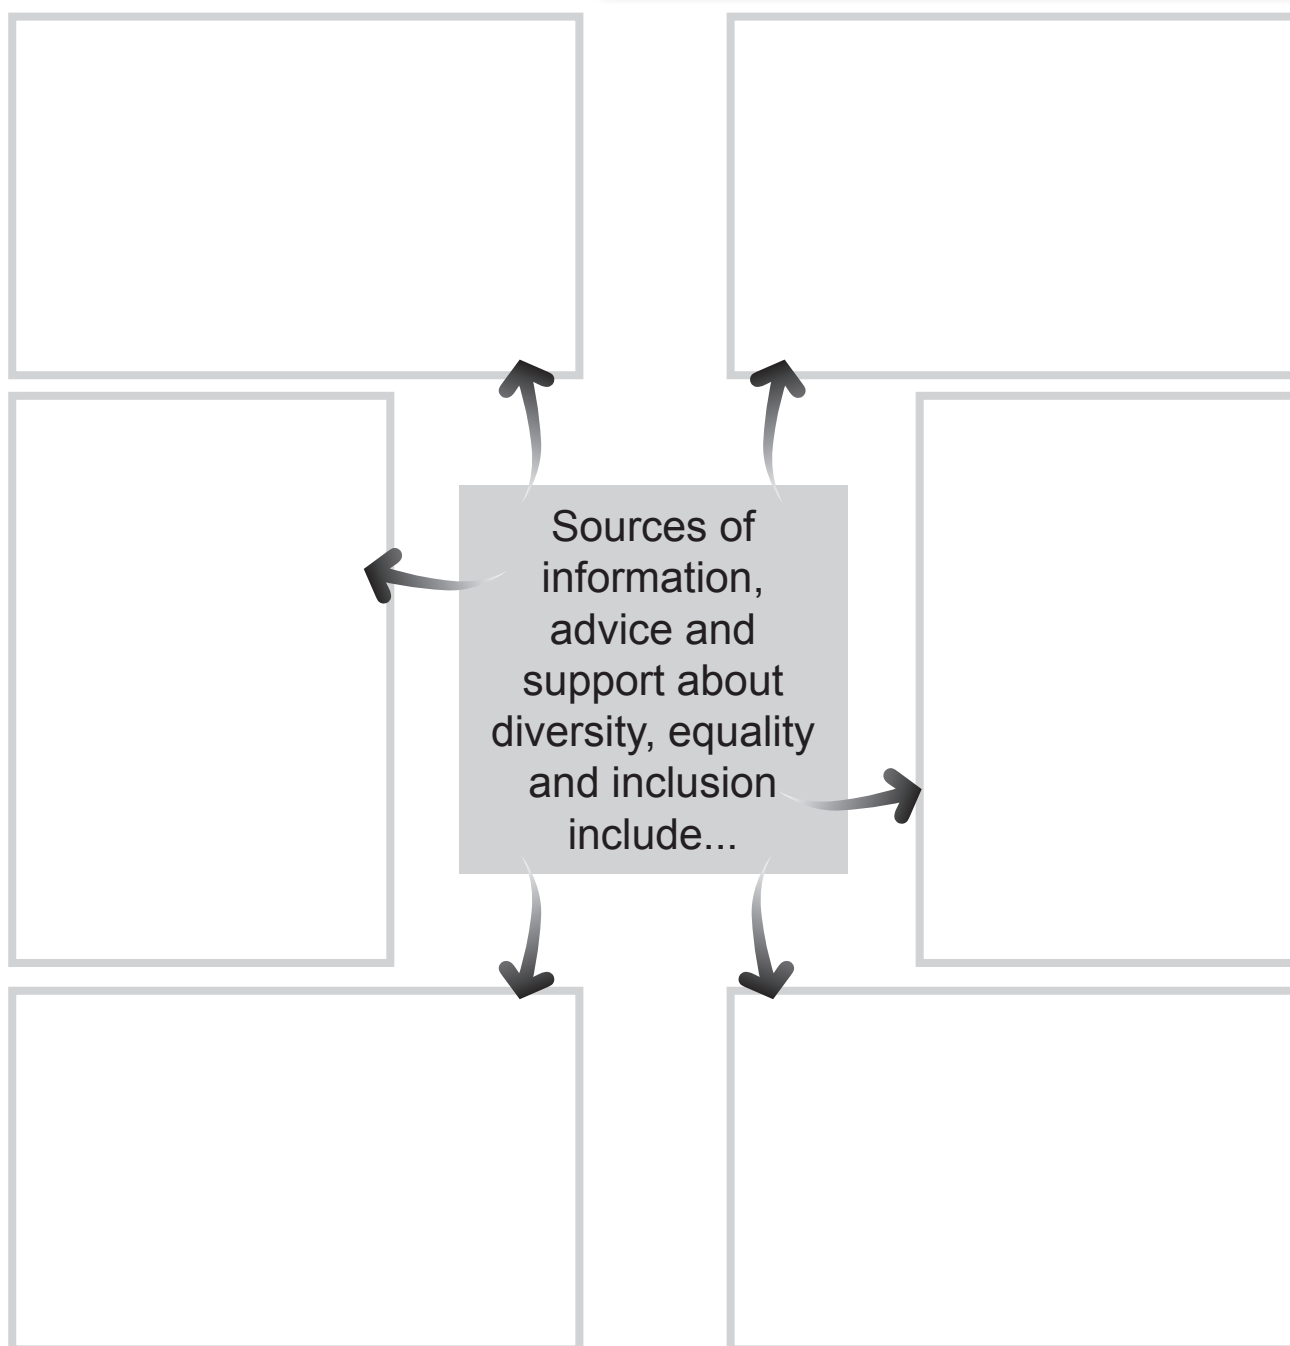 Sources of
information,
advice and
support about
diversity, equality
and inclusion
include...